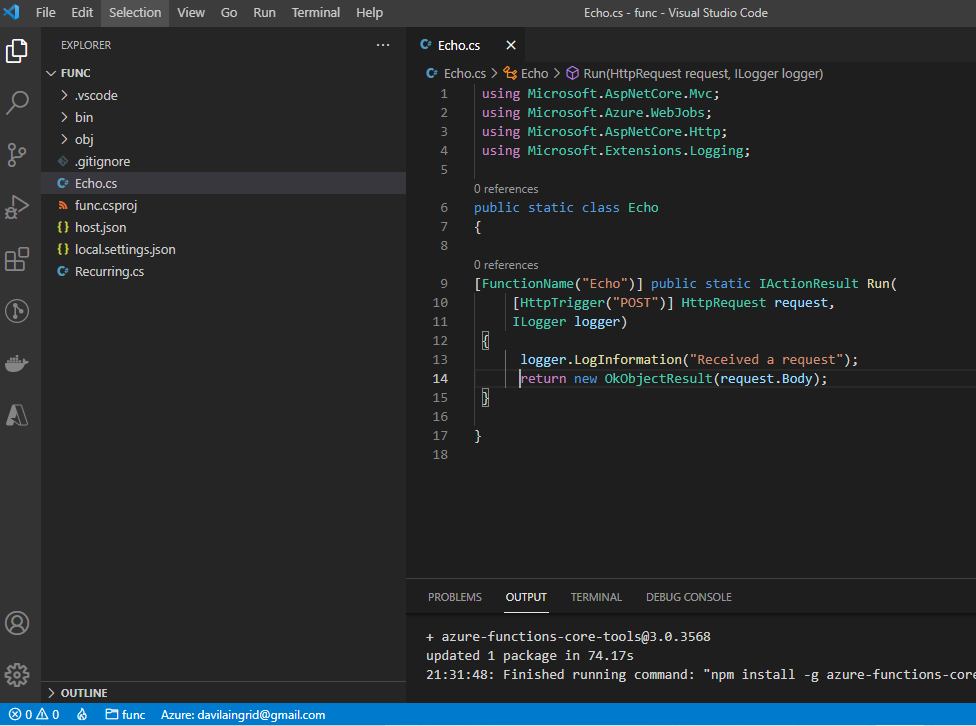 File Edit Selection View Go Run Terminal Help
Echo.cs - func - Visual Studio Code
EXPLORER
FUNC
.vscode
bin
obj
.gitignore
Echo.cs
func.csproj
host.json
local.settings.json
Recurring.cs
OUTLINE
Echo.cs
Echo.cs > Echo > Run(HttpRequest request, ILogger logger)
1 using Microsoft.AspNetCore.Mvc;
2 using Microsoft.Azure.WebJobs;
3 using Microsoft.AspNetCore.Http;
4 using Microsoft.Extensions.Logging;
5
0 references
6 public static class Echo
7 {
8
0 references
9 [FunctionName("Echo")] public static IActionResult Run(
10 [HttpTrigger("POST")] HttpRequest request,
11 ILogger logger)
12 {
13 logger.LogInformation("Received a request");
14 return new OkObjectResult(request.Body);
15 }
16
17 }
18
PROBLEMS OUTPUT TERMINAL DEBUG CONSOLE
+ azure-functions-core-tools@3.0.3568
updated 1 package in 74.17s
21:31:48: Finished running command: "npm install -g azure-functions-core
0 0 func Azure: davilaingrid@gmail.com